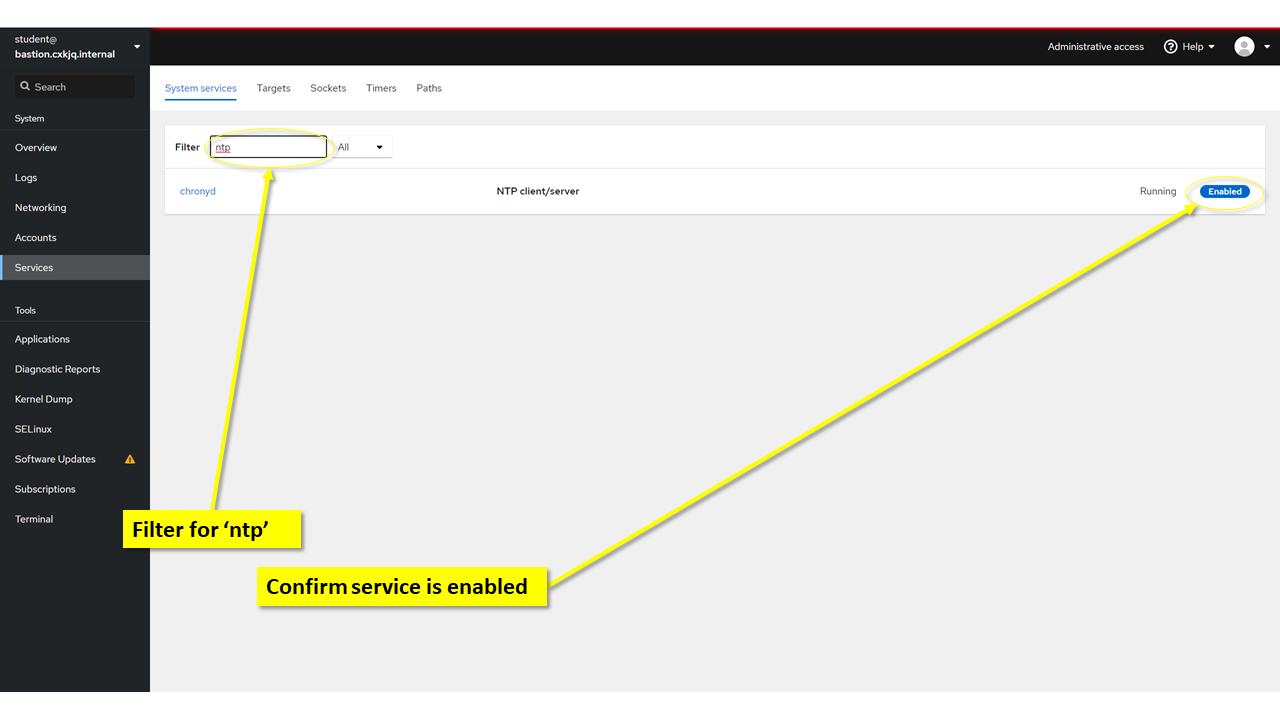 student@
bastion.cxkjq.internal
Administrative access
Help
Search
System services
Targets
Sockets
Timers
Paths
System
Overview
Logs
Networking
Accounts
Services
Tools
Applications
Diagnostic Reports
Kernel Dump
SELinux
Software Updates
Subscriptions
Terminal
Filter
ntp
All
chronyd
NTP client/server
Running
Enabled
Filter for ‘ntp’
Confirm service is enabled